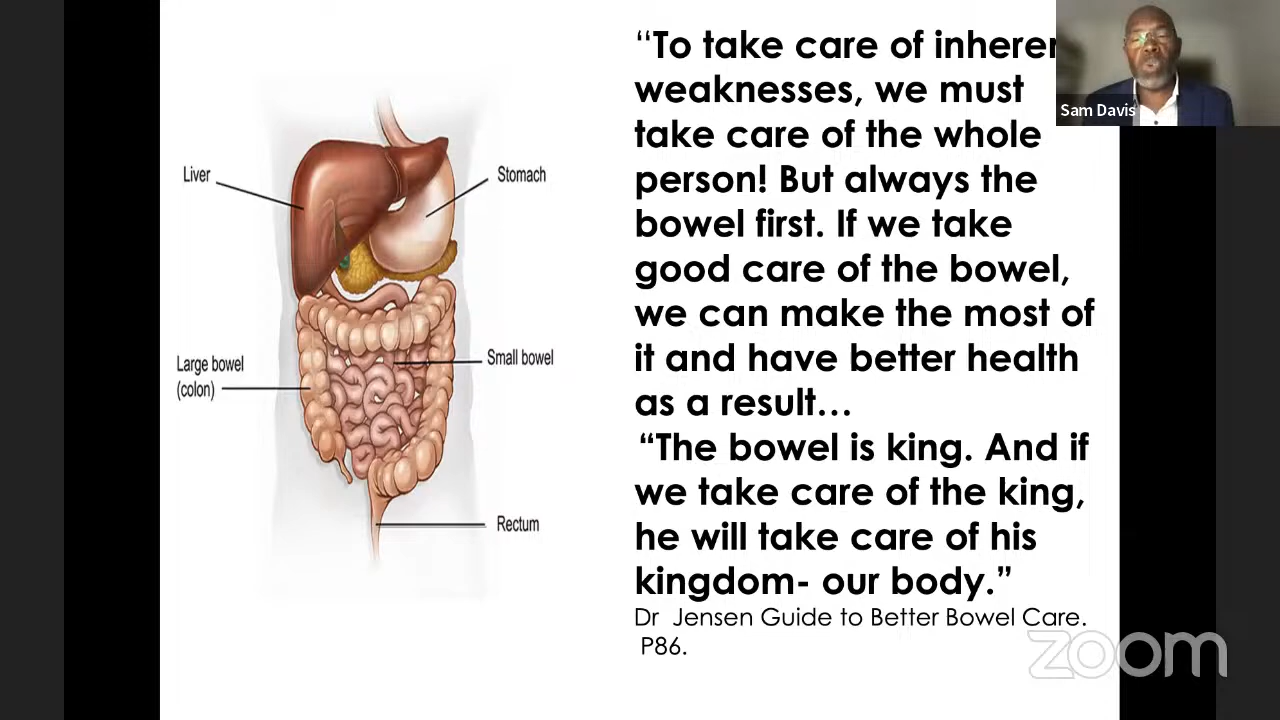 “To take care of
weaknesses, we must
take care of the whole
person! But always the
bowel first. If we take
good care of the bowel,
we can make the most of
it and have better health
as a result...
“The bowel is king. And if
we take care of the king,
he will take care of his
kingdom- our body.”
Dr Jensen Guide to Better Bowel Care.
P86.
Sam Davis
Liver
Stomach
Large bowel
(colon)
Small bowel
Rectum
zoom